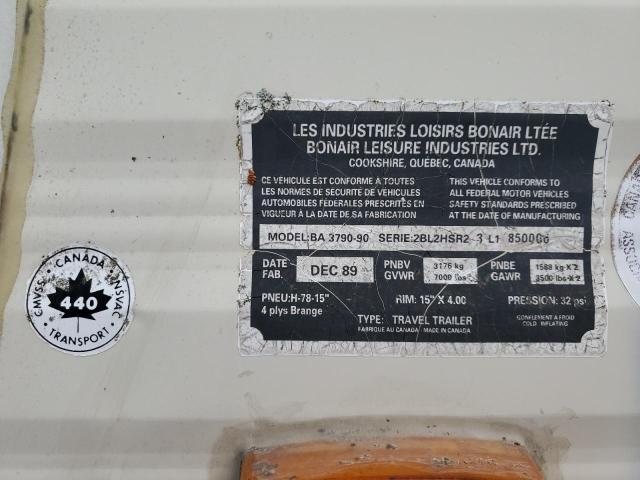 LES INDUSTRIES LOISIRS BONAIR LTÉE
BONAIR LEISURE INDUSTRIES LTD.
COOKSHIRE, QUÉBEC, CANADA
CE VÉHICULE EST CONFORME A TOUTES
LES NORMES DE SECURITÉ DE VÉHICULES
AUTOMOBILES FÉDÉRALES PRESCRITES EN
VIGUEUR À LA DATE DE SA FABRICATION
THIS VEHICLE CONFORMS TO
ALL FEDERAL MOTOR VEHICLES
SAFETY STANDARDS PRESCRIBED
AT THE DATE OF MANUFACTURING
MODEL: BA 3790-90 SERIE: 2BL2HSR2-3 L1 850006
DATE
FAB.
DEC 89
PNBV
GVWR
3176 kg
7000 lbs
PNBE
GAWR
1588 kg X 2
3500 lbs X 2
PNEU: H-78-15"
4 plys Brange
RIM: 15" X 4.00
PRESSION: 32 psi
TYPE: TRAVEL TRAILER
FABRIQUE AU CANADA MADE IN CANADA
GONFLEMENT A FROID
COLD INFLATING
CANADA
CMVSS
NSVAC
440
TRANSPORT